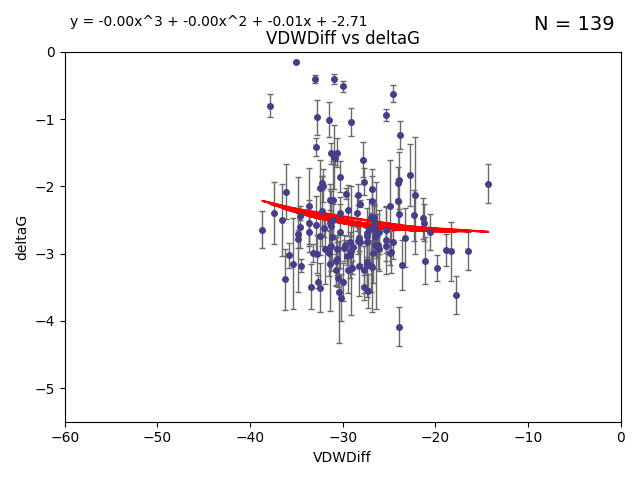 y = -0.00x^3 + -0.00x^2 + -0.01x + -2.71
N = 139
VDWDiff vs deltaG
0
−1
−2
−3
−4
−5
deltaG
−60 −50 −40 −30 −20 −10 0
VDWDiff